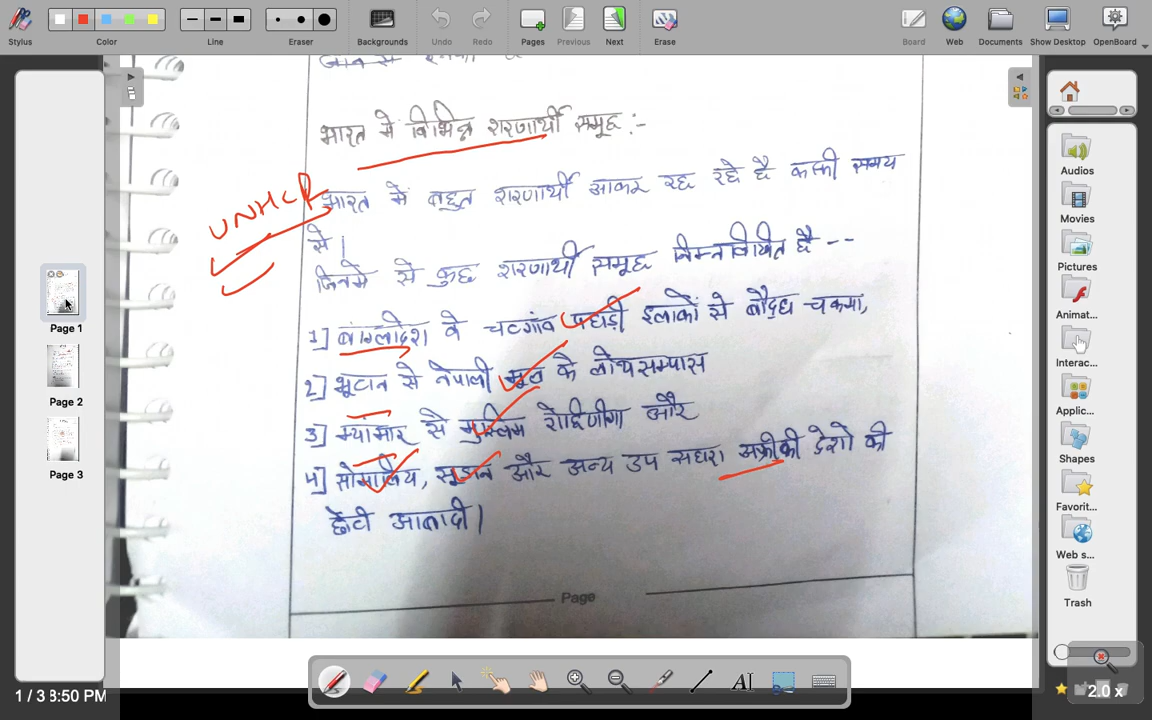 Stylus
Color
Line
Eraser
Backgrounds
Undo
Redo
Pages
Previous
Next
Erase
Board
Web
Documents
Show Desktop
OpenBoard
भारत मे विभिन्न शरणार्थी समूह :-
UNHCR
भारत मे बहुत शरणार्थी आकर रह रहे है काफी समय
से |
जिनमे से कुछ शरणार्थी समूह निम्नलिखित है --
1] बांग्लादेश के चटगांव पहाड़ी इलाकों से बौद्ध चकमा,
2] भूटान से नेपाली मूल के लोथसम्पास
3] म्यांमार से मुस्लिम रोहिंगीगा और
4] सोमालिय, सूडान और अन्य उप सहारा अफ्रीकी देशो की
छोटी आबादी |
Page
Page 1
Page 2
Page 3
Audios
Movies
Pictures
Animat...
Interac...
Applic...
Shapes
Favorit...
Web s...
Trash
1 / 3
8:50 PM
2.0 x